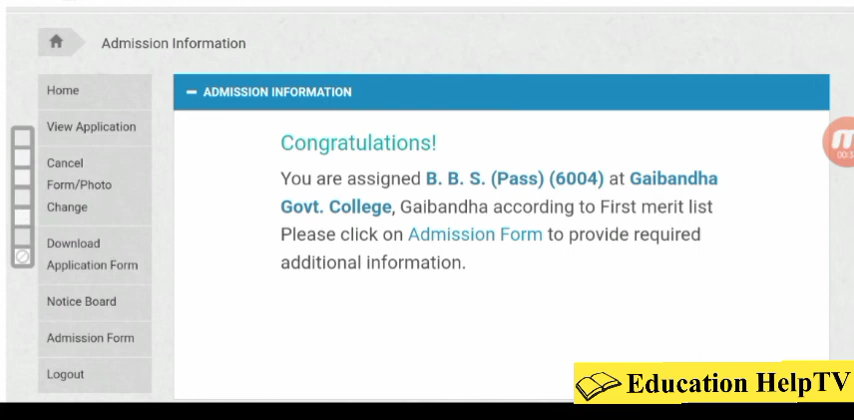 Admission Information
Home
View Application
Cancel
Form/Photo
Change
Download
Application Form
Notice Board
Admission Form
Logout
ADMISSION INFORMATION
Congratulations!
You are assigned B. B. S. (Pass) (6004) at Gaibandha
Govt. College, Gaibandha according to First merit list
Please click on Admission Form to provide required
additional information.
Education HelpTV